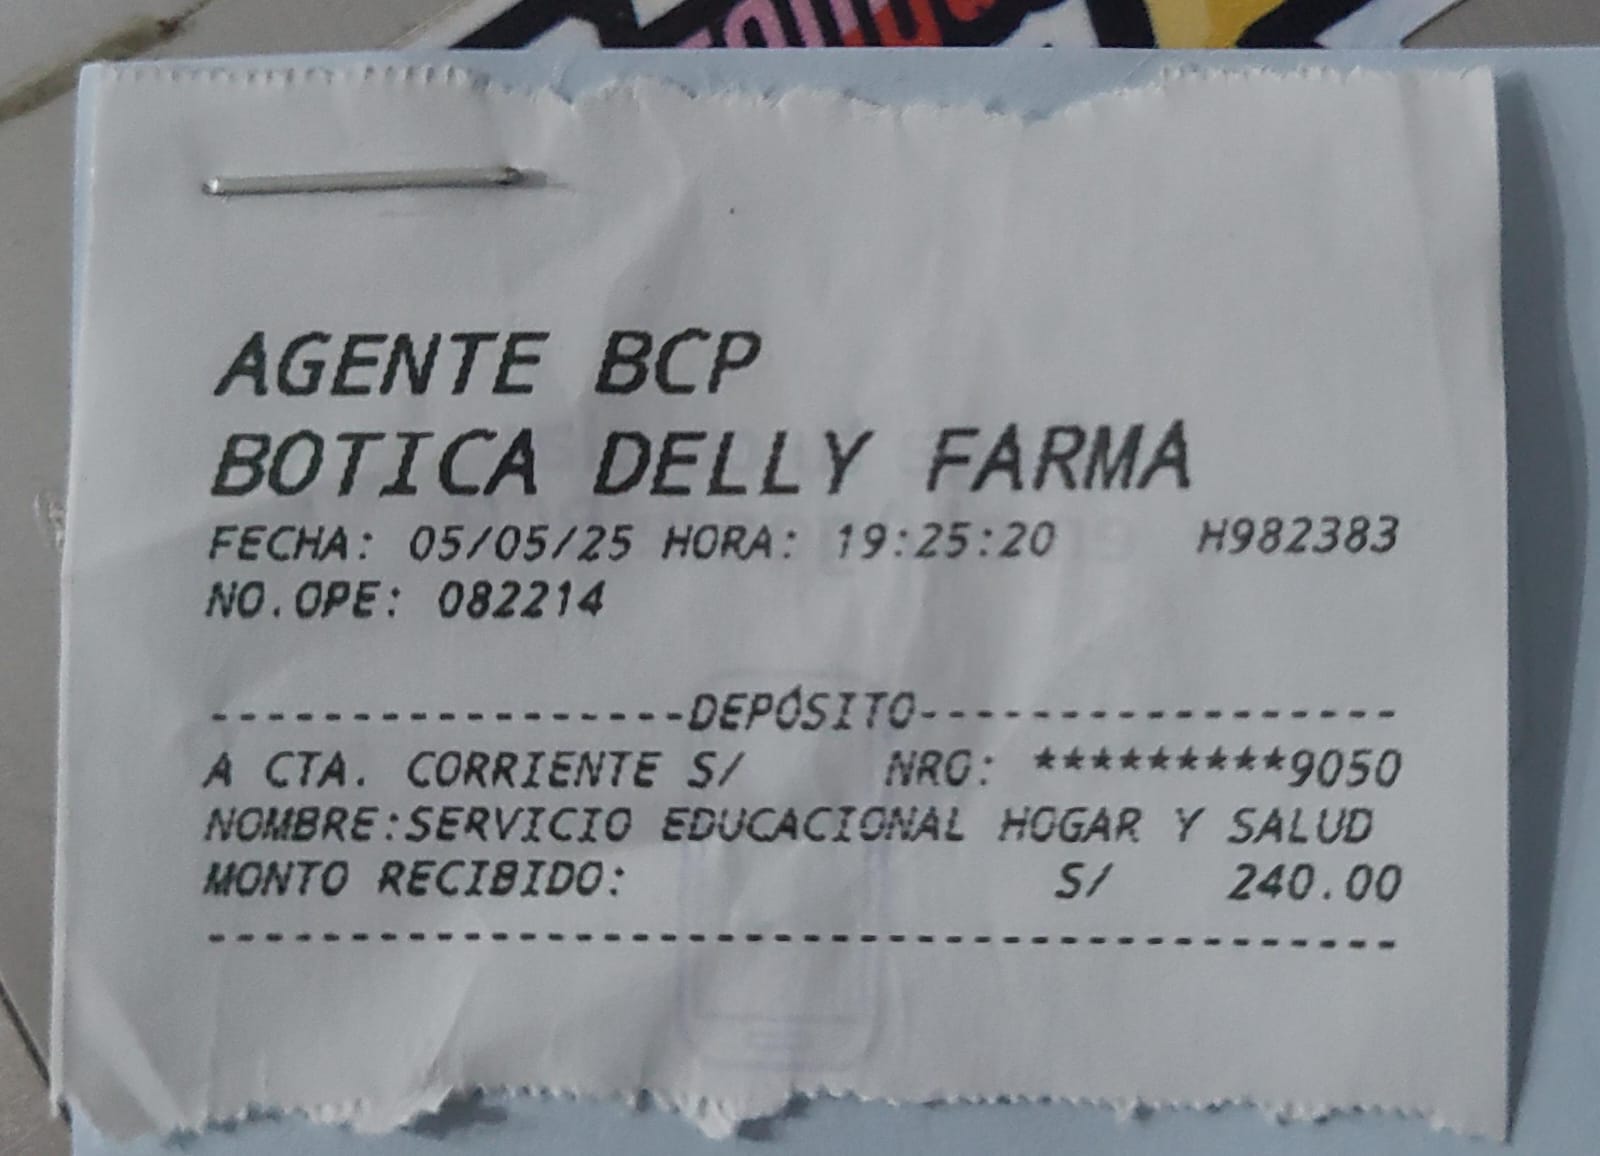 AGENTE BCP
BOTICA DELLY FARMA
FECHA: 05/05/25 HORA: 19:25:20 H982383
NO.OPE: 082214
-----------------DEPÓSITO-----------------
A CTA. CORRIENTE S/ NRO: *********9050
NOMBRE:SERVICIO EDUCACIONAL HOGAR Y SALUD
MONTO RECIBIDO: S/ 240.00
------------------------------------------